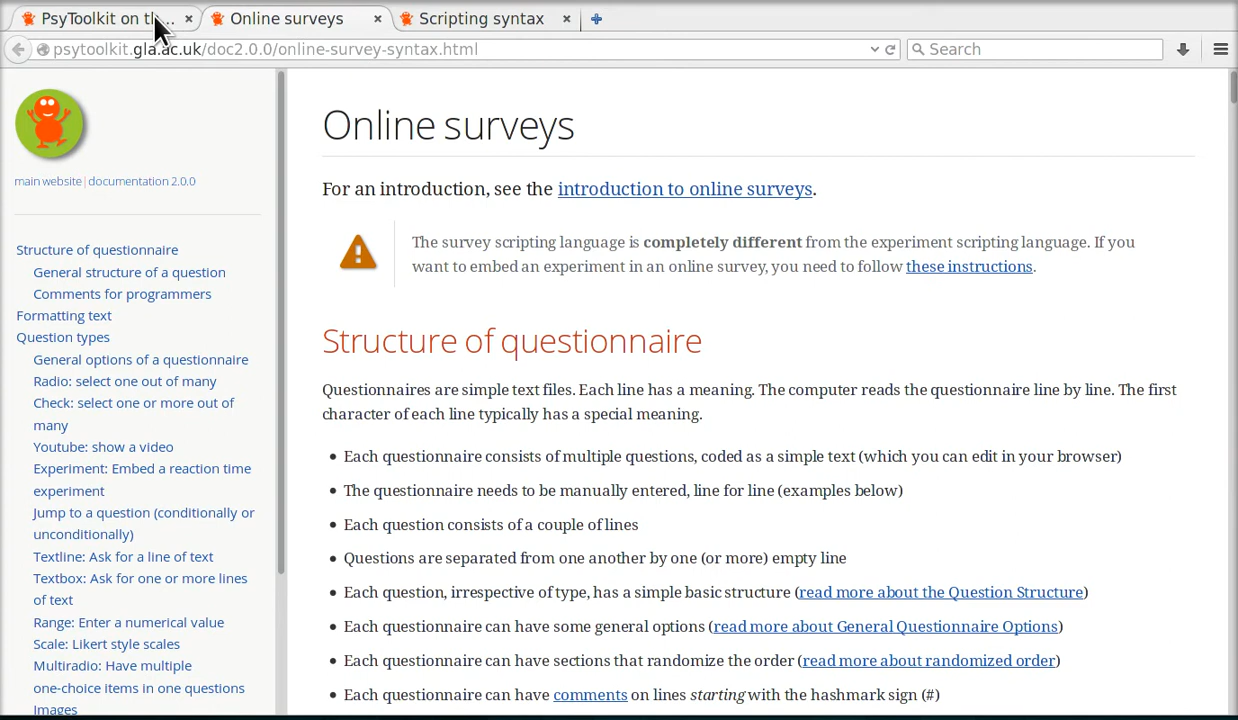 PsyToolkit on th...
Online surveys
Scripting syntax
psytoolkit.gla.ac.uk/doc2.0.0/online-survey-syntax.html
Search
main website | documentation 2.0.0
Structure of questionnaire
General structure of a question
Comments for programmers
Formatting text
Question types
General options of a questionnaire
Radio: select one out of many
Check: select one or more out of
many
Youtube: show a video
Experiment: Embed a reaction time
experiment
Jump to a question (conditionally or
unconditionally)
Textline: Ask for a line of text
Textbox: Ask for one or more lines
of text
Range: Enter a numerical value
Scale: Likert style scales
Multiradio: Have multiple
one-choice items in one questions
Images
Online surveys
For an introduction, see the introduction to online surveys.
The survey scripting language is completely different from the experiment scripting language. If you
want to embed an experiment in an online survey, you need to follow these instructions.
Structure of questionnaire
Questionnaires are simple text files. Each line has a meaning. The computer reads the questionnaire line by line. The first
character of each line typically has a special meaning.
• Each questionnaire consists of multiple questions, coded as a simple text (which you can edit in your browser)
• The questionnaire needs to be manually entered, line for line (examples below)
• Each question consists of a couple of lines
• Questions are separated from one another by one (or more) empty line
• Each question, irrespective of type, has a simple basic structure (read more about the Question Structure)
• Each questionnaire can have some general options (read more about General Questionnaire Options)
• Each questionnaire can have sections that randomize the order (read more about randomized order)
• Each questionnaire can have comments on lines starting with the hashmark sign (#)